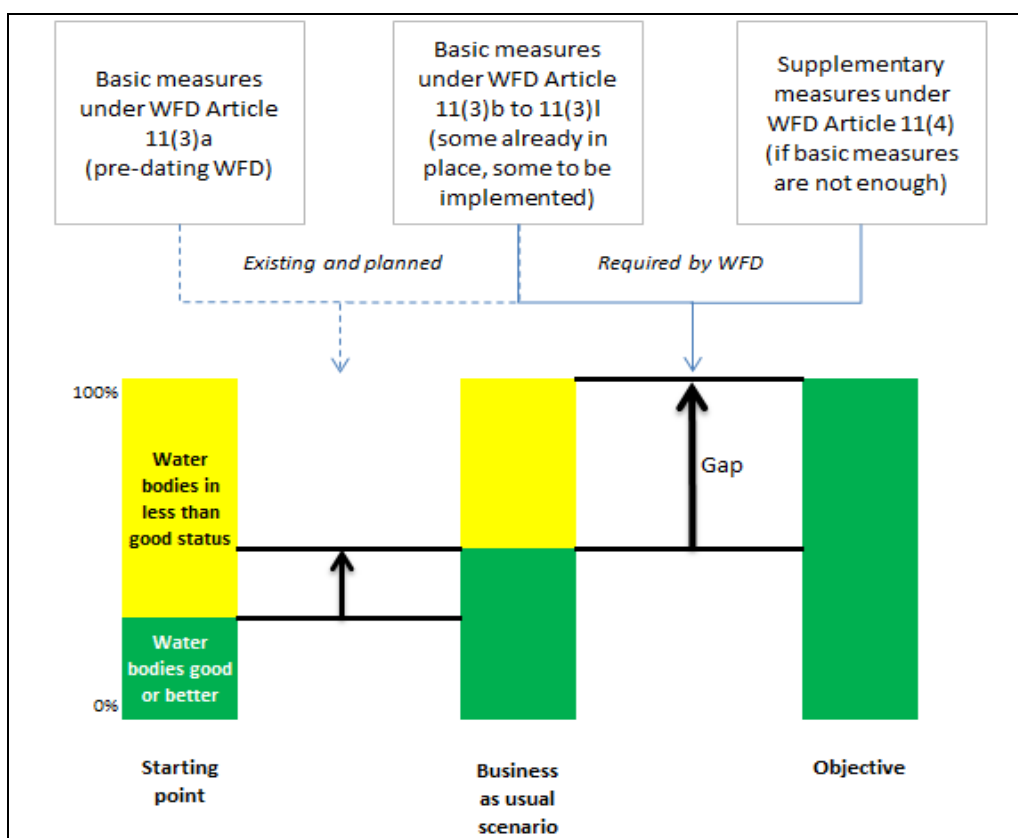 Basic measures
under WFD Article
11(3)a
(pre-dating WFD)
Basic measures
under WFD Article
11(3)b to 11(3)l
(some already in
place, some to be
implemented)
Supplementary
measures under
WFD Article 11(4)
(if basic measures
are not enough)
Existing and planned
Required by WFD
100%
Water
bodies in
less than
good status
Gap
Water
bodies good
or better
0%
Starting
point
Business
as usual
scenario
Objective